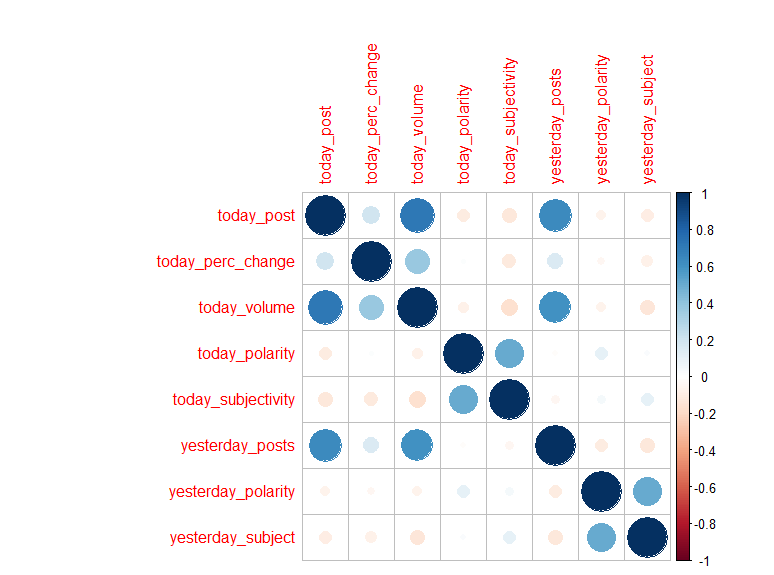 today_post
today_perc_change
today_volume
today_polarity
today_subjectivity
yesterday_posts
yesterday_polarity
yesterday_subject
today_post
today_perc_change
today_volume
today_polarity
today_subjectivity
yesterday_posts
yesterday_polarity
yesterday_subject
1
0.8
0.6
0.4
0.2
0
-0.2
-0.4
-0.6
-0.8
-1